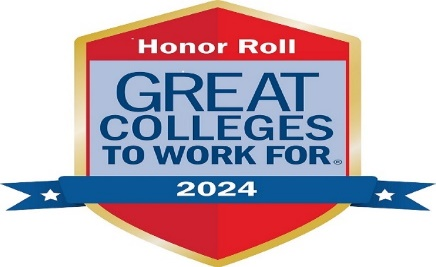 Honor Roll
GREAT
COLLEGES
TO WORK FOR®
2024